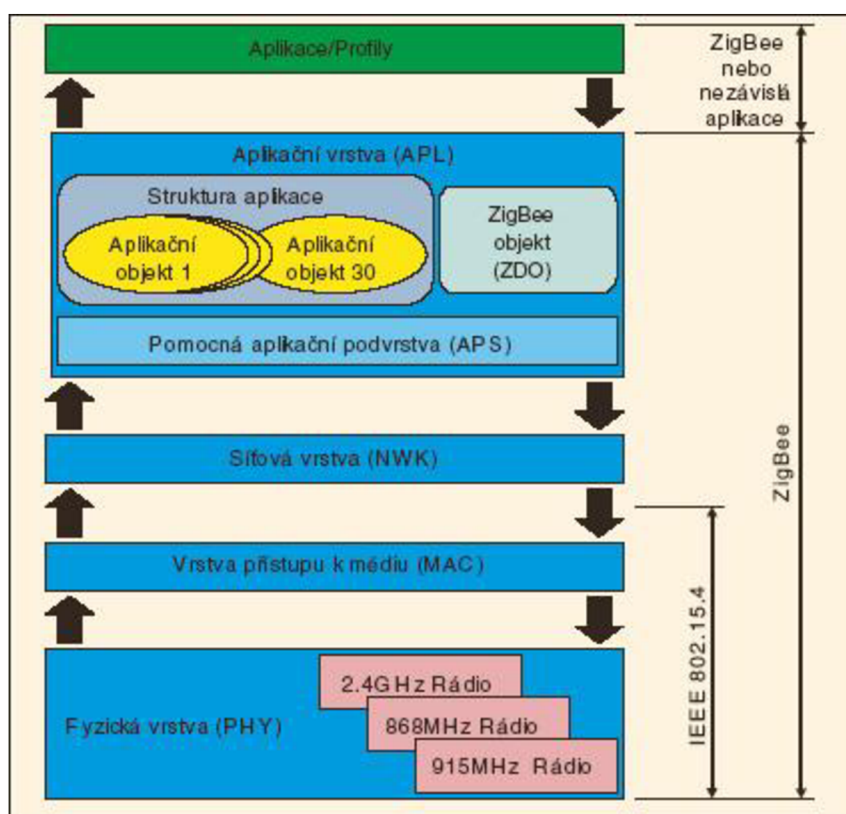 Aplikace/Profily
ZigBee
nebo
nezávislá
aplikace
Aplikační vrstva (APL)
Struktura aplikace
Aplikační
objekt 1
Aplikační
objekt 30
ZigBee
objekt
(ZDO)
Pomocná aplikační podvrstva (APS)
Síťová vrstva (NWK)
Vrstva přístupu k médiu (MAC)
Fyzická vrstva (PHY)
2.4GHz Rádio
868MHz Rádio
915MHz Rádio
IEEE 802.15.4
ZigBee